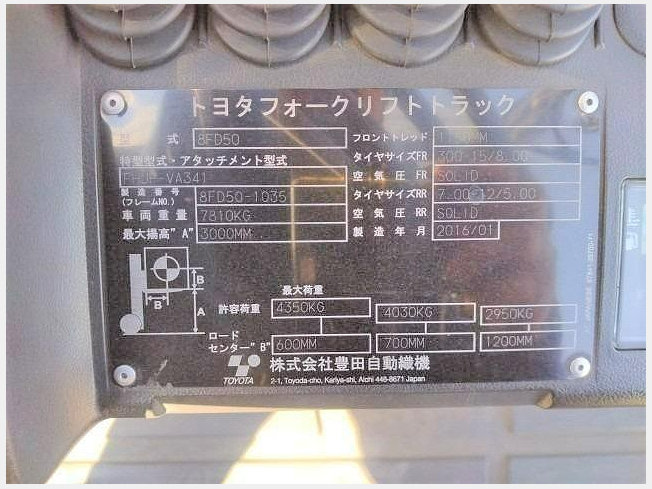 トヨタフォークリフトトラック
型 式 8FD50 フロントトレッド
特型型式・アタッチメント型式 タイヤサイズFR 300-15/8.00
VA341 空気圧FR SOLID
製造番号 (フレームNO.) 8FD50-1035 タイヤサイズRR 7.00-12/5.00
車両重量 7810KG 空気圧RR SOLID
最大揚高"A" 3000MM 製造年月 2016/01
B
B
A
最大荷重
許容荷重 4350KG 4030KG 2950KG
ロード
センター"B" 600MM 700MM 1200MM
TOYOTA 株式会社豊田自動織機
2-1, Toyoda-cho, Kariya-shi, Aichi 448-8671 Japan